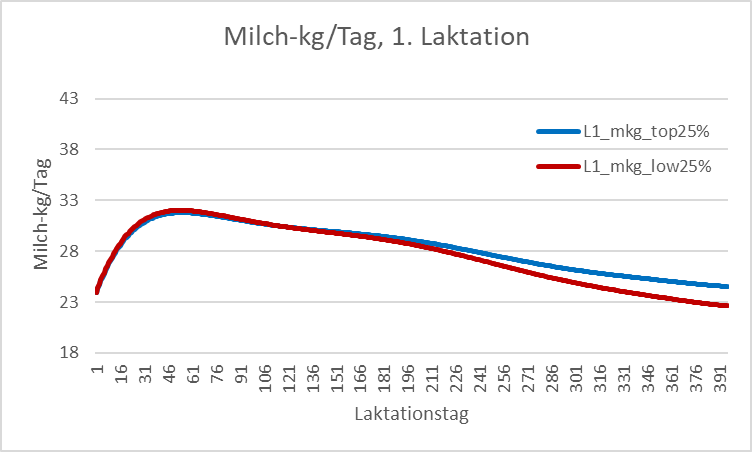 Milch-kg/Tag, 1. Laktation
Milch-kg/Tag
43
38
33
28
23
18
L1_mkg_top25%
L1_mkg_low25%
1 16 31 46 61 76 91 106 121 136 151 166 181 196 211 226 241 256 271 286 301 316 331 346 361 376 391
Laktationstag